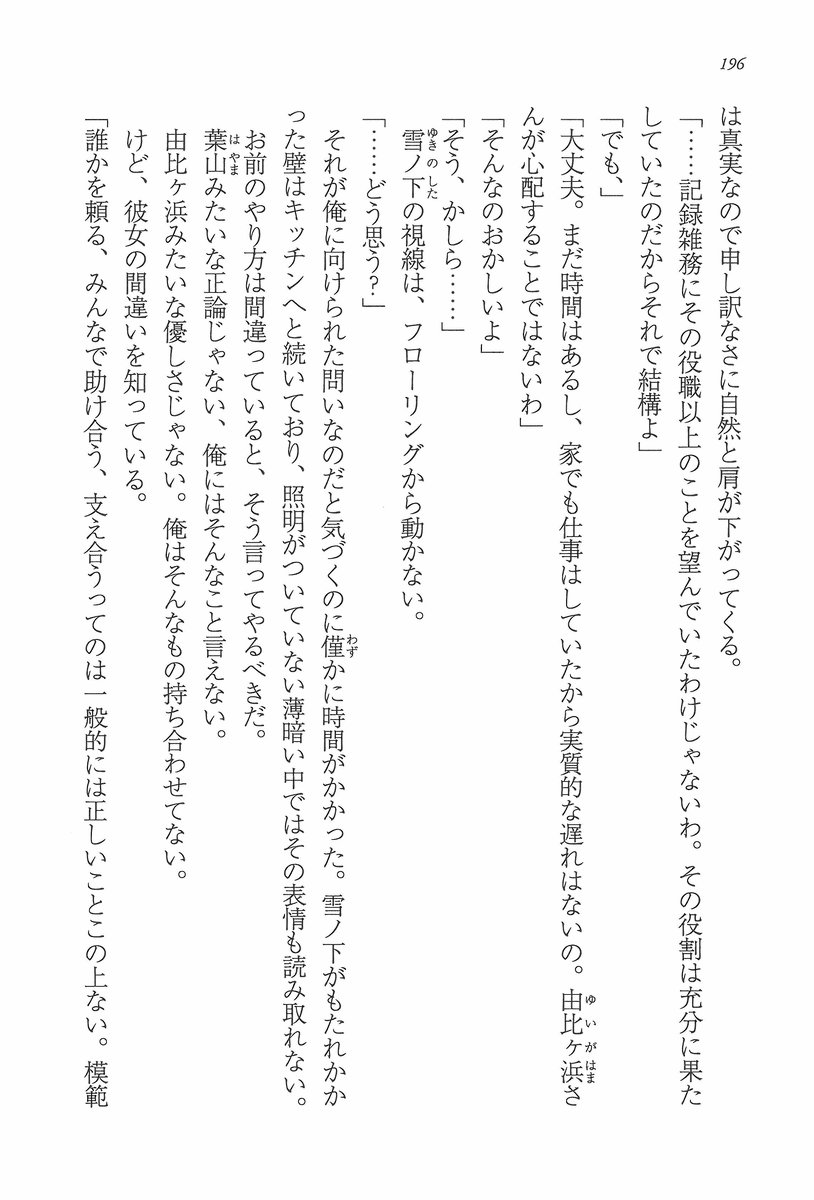 196
は真実なので申し訳なさに自然と肩が下がってくる。
「……記録雑務にその役職以上のことを望んでいたわけじゃないわ。その役割は充分に果た
していたのだからそれで結構よ」
「でも、」
「大丈夫。まだ時間はあるし、家でも仕事はしていたから実質的な遅れはないの。由比ヶ浜さ
んが心配することではないわ」
「そんなのおかしいよ」
「そう、かしら……」
雪ノ下の視線は、フローリングから動かない。
「……どう思う?」
それが俺に向けられた問いなのだと気づくのに僅かに時間がかかった。雪ノ下がもたれかか
った壁はキッチンへと続いており、照明がついていない薄暗い中ではその表情も読み取れない。
お前のやり方は間違っていると、そう言ってやるべきだ。
葉山みたいな正論じゃない、俺にはそんなこと言えない。
由比ヶ浜みたいな優しさじゃない。俺はそんなもの持ち合わせてない。
けど、彼女の間違いを知っている。
「誰かを頼る、みんなで助け合う、支え合うってのは一般的には正しいことこの上ない。模範